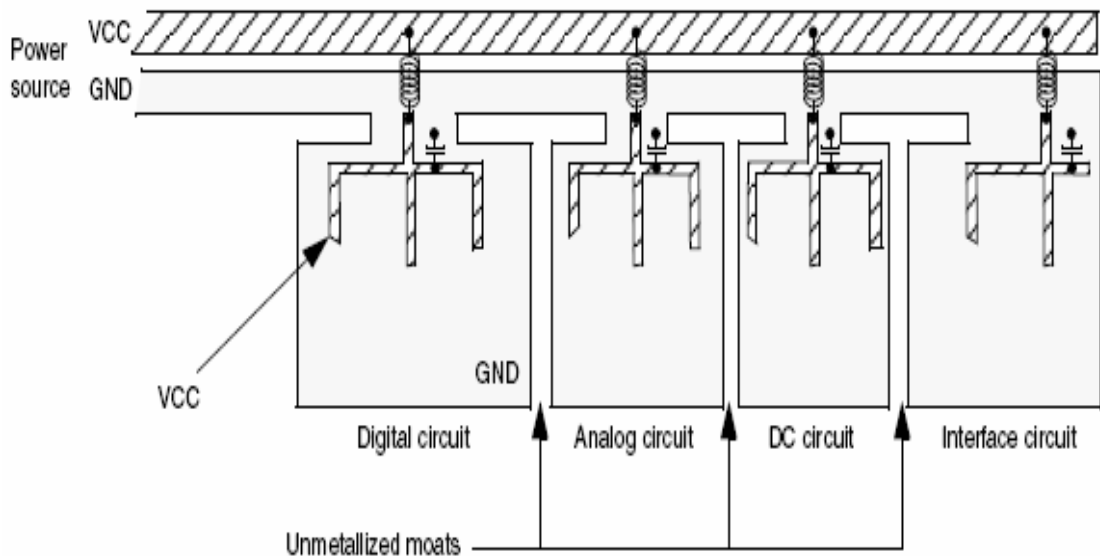 Power
source
VCC
GND
VCC
GND
Digital circuit
Analog circuit
DC circuit
Interface circuit
Unmetallized moats